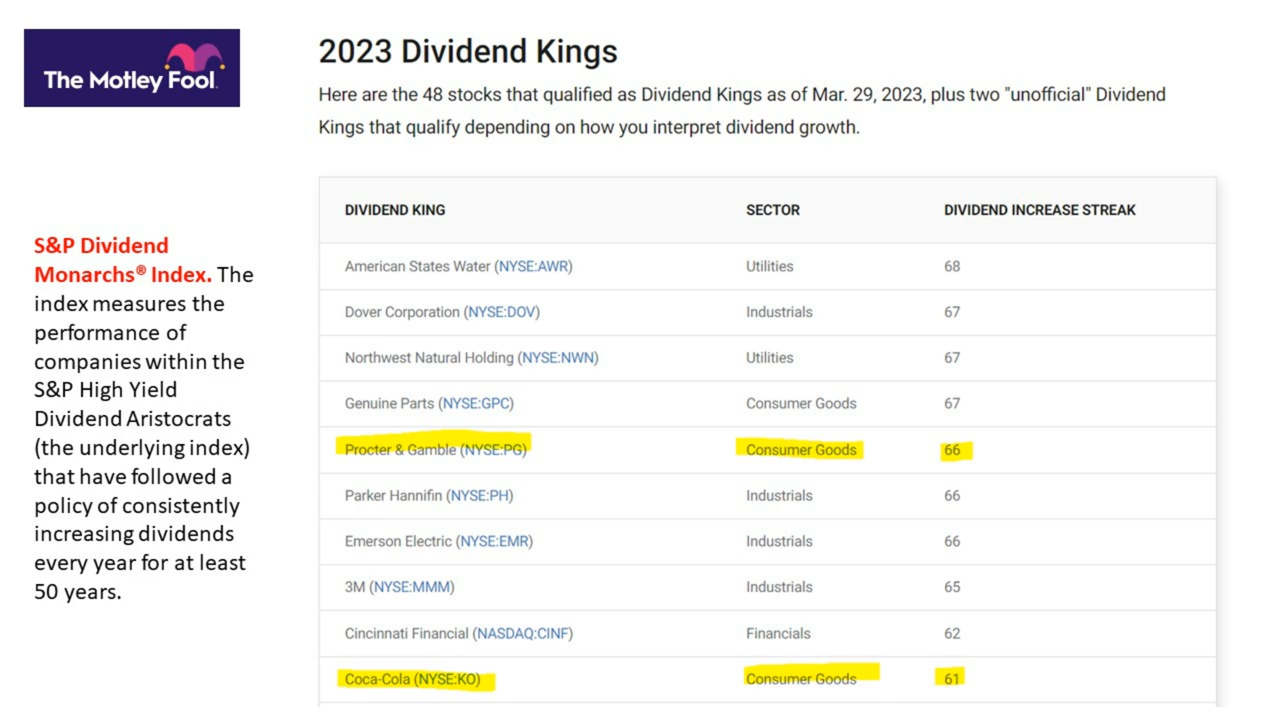 The Motley Fool.
2023 Dividend Kings
Here are the 48 stocks that qualified as Dividend Kings as of Mar. 29, 2023, plus two "unofficial" Dividend
Kings that qualify depending on how you interpret dividend growth.
S&P Dividend
Monarchs® Index. The
index measures the
performance of
companies within the
S&P High Yield
Dividend Aristocrats
(the underlying index)
that have followed a
policy of consistently
increasing dividends
every year for at least
50 years.
DIVIDEND KING SECTOR DIVIDEND INCREASE STREAK
American States Water (NYSE:AWR) Utilities 68
Dover Corporation (NYSE:DOV) Industrials 67
Northwest Natural Holding (NYSE:NWN) Utilities 67
Genuine Parts (NYSE:GPC) Consumer Goods 67
Procter & Gamble (NYSE:PG) Consumer Goods 66
Parker Hannifin (NYSE:PH) Industrials 66
Emerson Electric (NYSE:EMR) Industrials 66
3M (NYSE:MMM) Industrials 65
Cincinnati Financial (NASDAQ:CINF) Financials 62
Coca-Cola (NYSE:KO) Consumer Goods 61